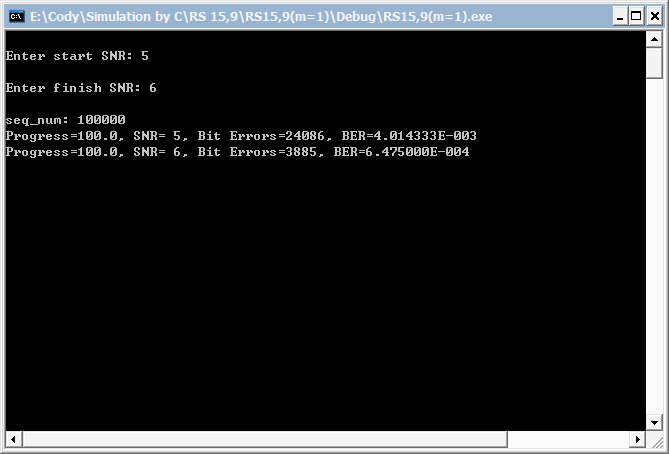 E:\Cody\Simulation by C\RS 15,9\RS15,9(m=1)\Debug\RS15,9(m=1).exe
Enter start SNR: 5
Enter finish SNR: 6
seq_num: 100000
Progress=100.0, SNR= 5, Bit Errors=24086, BER=4.014333E-003
Progress=100.0, SNR= 6, Bit Errors=3885, BER=6.475000E-004